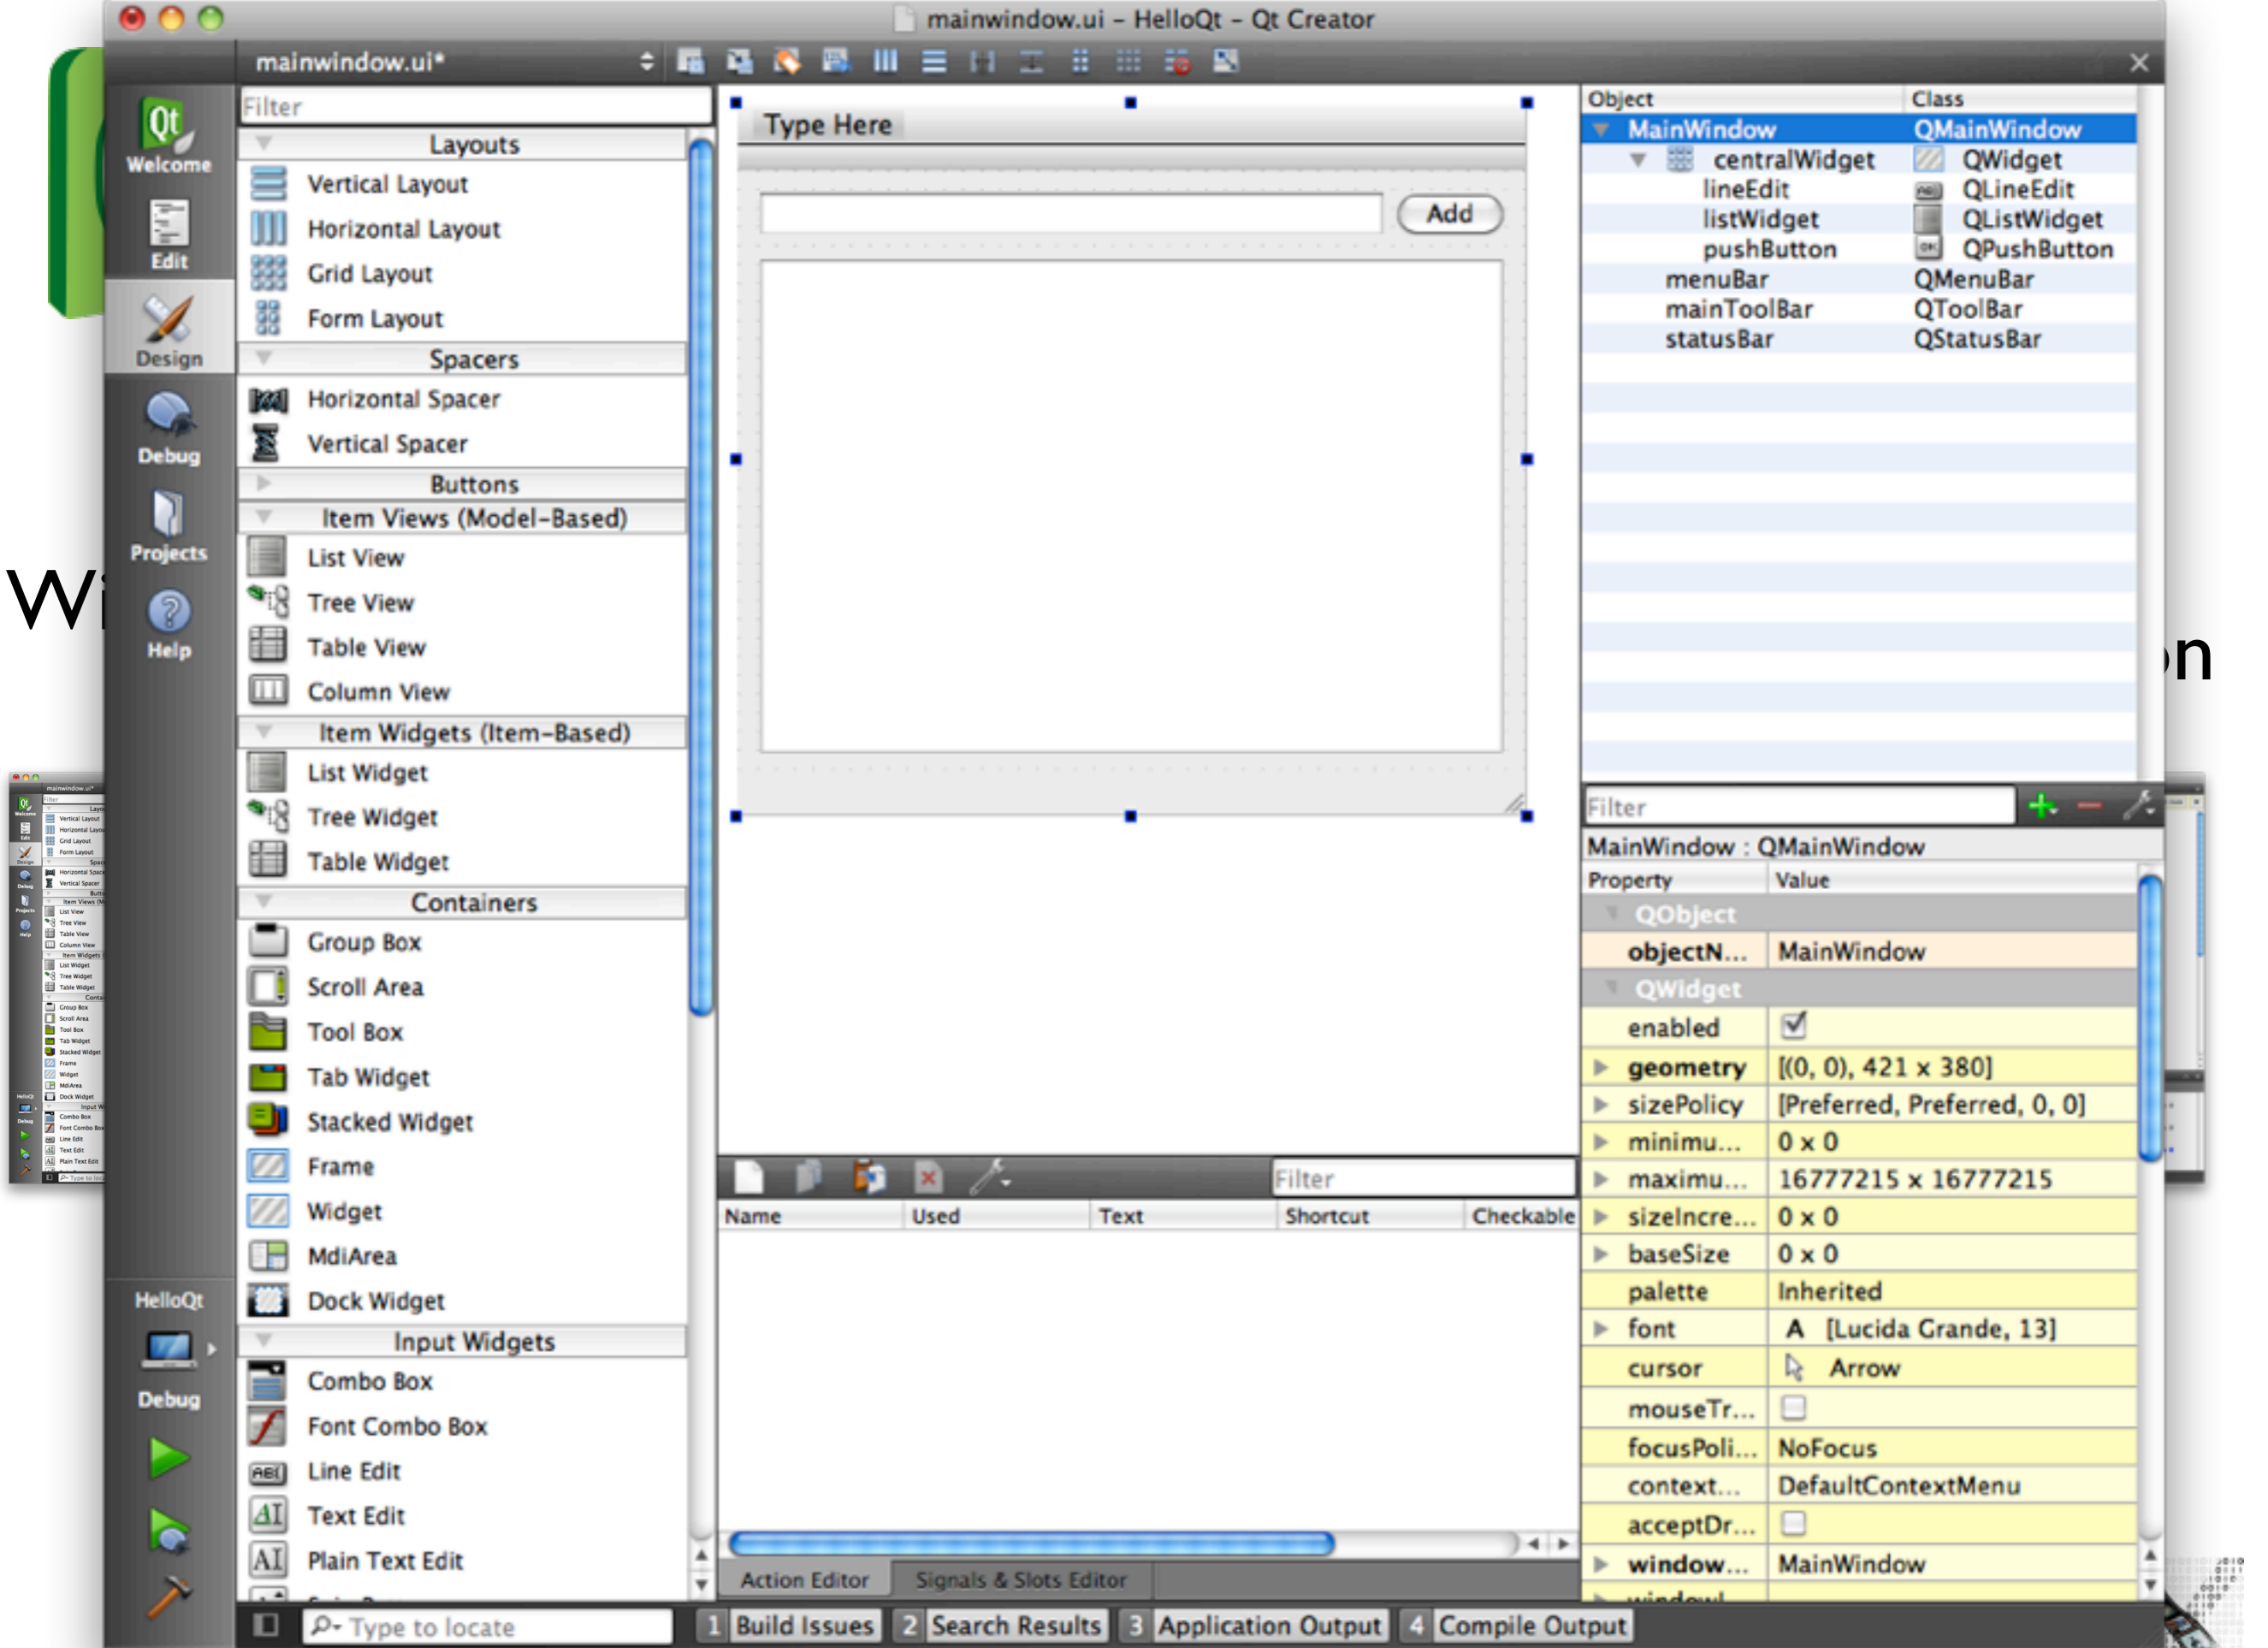 mainwindow.ui – HelloQt – Qt Creator
mainwindow.ui*
Qt
Welcome
Edit
Design
Debug
Projects
Help
HelloQt
Debug
Filter
Layouts
Vertical Layout
Horizontal Layout
Grid Layout
Form Layout
Spacers
Horizontal Spacer
Vertical Spacer
Buttons
Item Views (Model-Based)
List View
Tree View
Table View
Column View
Item Widgets (Item-Based)
List Widget
Tree Widget
Table Widget
Containers
Group Box
Scroll Area
Tool Box
Tab Widget
Stacked Widget
Frame
Widget
MdiArea
Dock Widget
Input Widgets
Combo Box
Font Combo Box
Line Edit
Text Edit
Plain Text Edit
Type Here
Add
Filter
Name Used Text Shortcut Checkable
Action Editor Signals & Slots Editor
Object Class
MainWindow QMainWindow
centralWidget QWidget
lineEdit QLineEdit
listWidget QListWidget
pushButton QPushButton
menuBar QMenuBar
mainToolBar QToolBar
statusBar QStatusBar
Filter
MainWindow : QMainWindow
Property Value
QObject
objectN... MainWindow
QWidget
enabled
geometry [(0, 0), 421 x 380]
sizePolicy [Preferred, Preferred, 0, 0]
minimu... 0 x 0
maximu... 16777215 x 16777215
sizeIncre... 0 x 0
baseSize 0 x 0
palette Inherited
font A [Lucida Grande, 13]
cursor Arrow
mouseTr...
focusPoli... NoFocus
context... DefaultContextMenu
acceptDr...
window... MainWindow
Type to locate
1 Build Issues 2 Search Results 3 Application Output 4 Compile Output